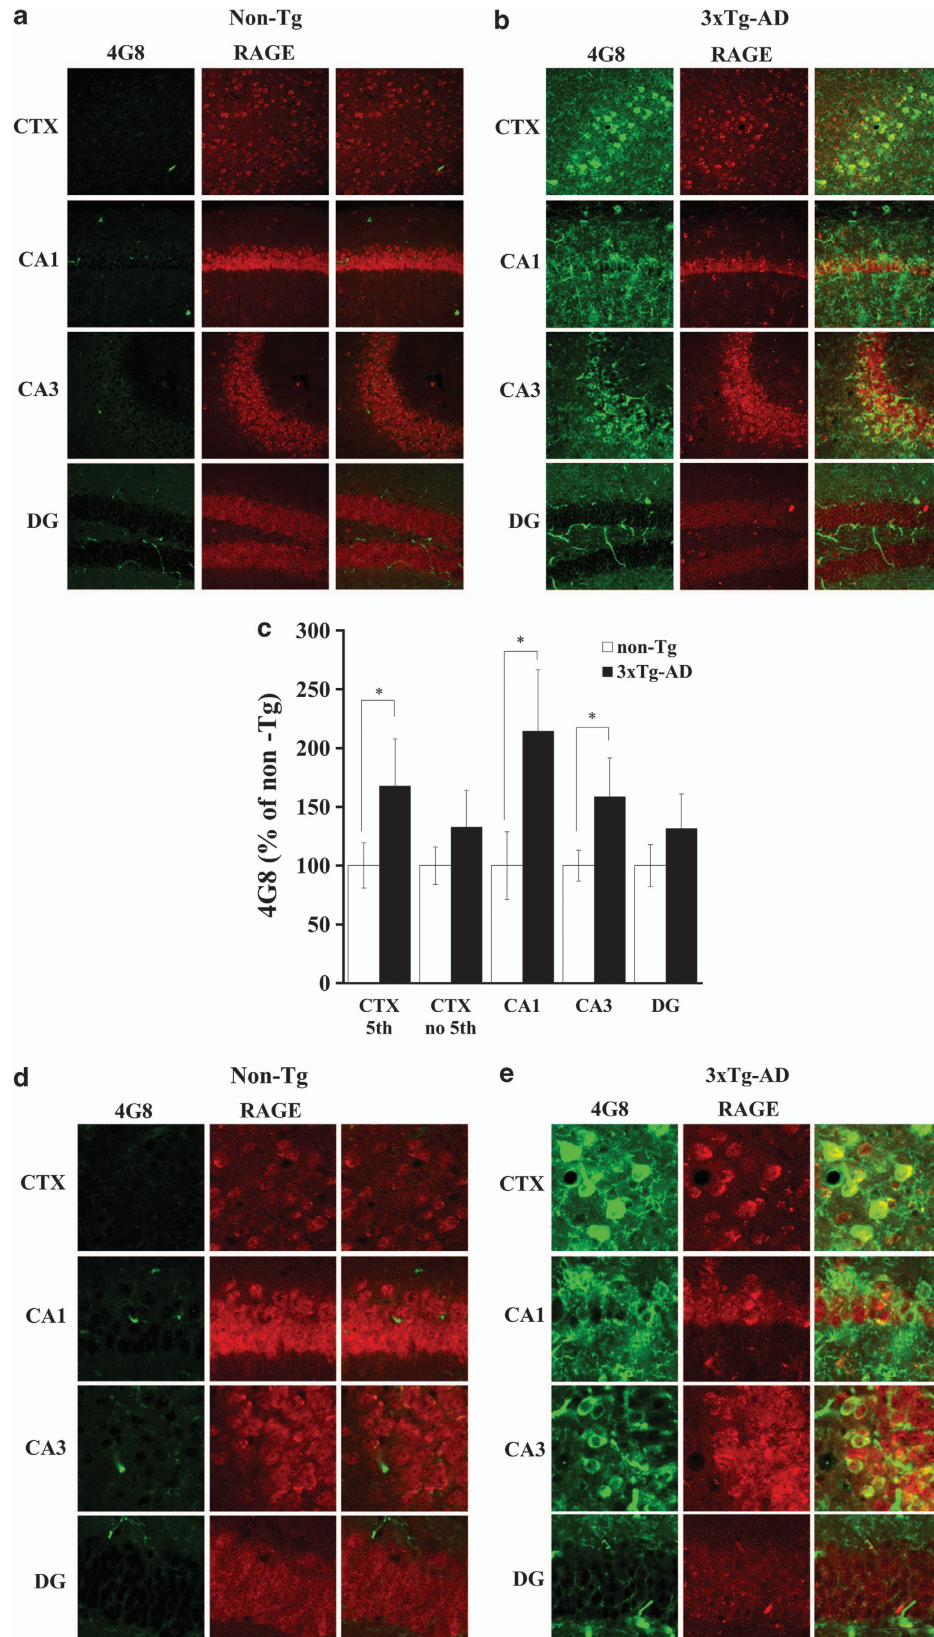 a
Non-Tg
4G8
RAGE
CTX
CA1
CA3
DG
b
3xTg-AD
4G8
RAGE
CTX
CA1
CA3
DG
c
4G8 (% of non -Tg)
300
250
200
150
100
50
0
non-Tg
3xTg-AD
*
*
*
CTX 5th
CTX no 5th
CA1
CA3
DG
d
Non-Tg
4G8
RAGE
CTX
CA1
CA3
DG
e
3xTg-AD
4G8
RAGE
CTX
CA1
CA3
DG